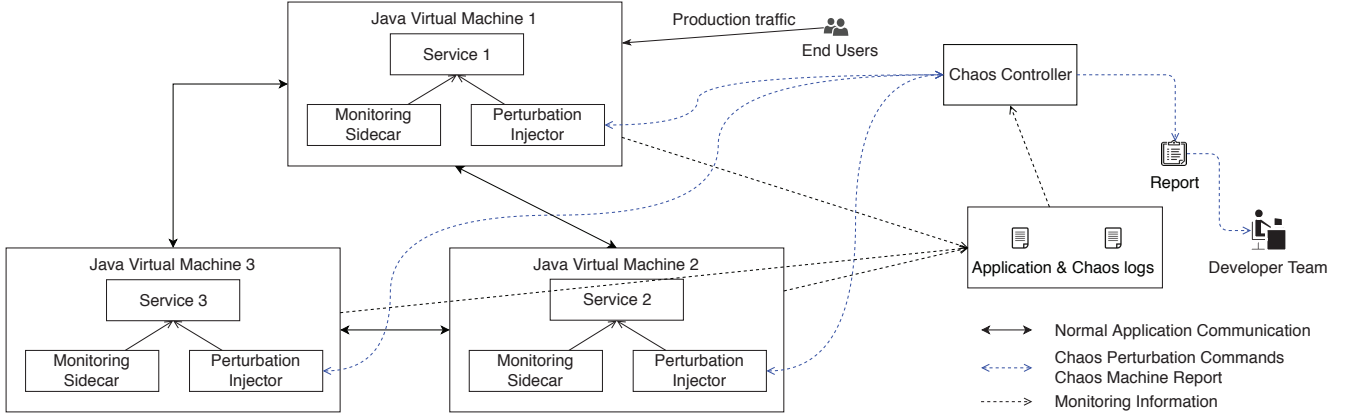 Java Virtual Machine 1
Production traffic
End Users
Service 1
Chaos Controller
Monitoring
Sidecar
Perturbation
Injector
Report
Java Virtual Machine 3
Java Virtual Machine 2
Service 3
Service 2
Application & Chaos logs
Developer Team
Monitoring
Sidecar
Perturbation
Injector
Monitoring
Sidecar
Perturbation
Injector
Normal Application Communication
Chaos Perturbation Commands
Chaos Machine Report
Monitoring Information